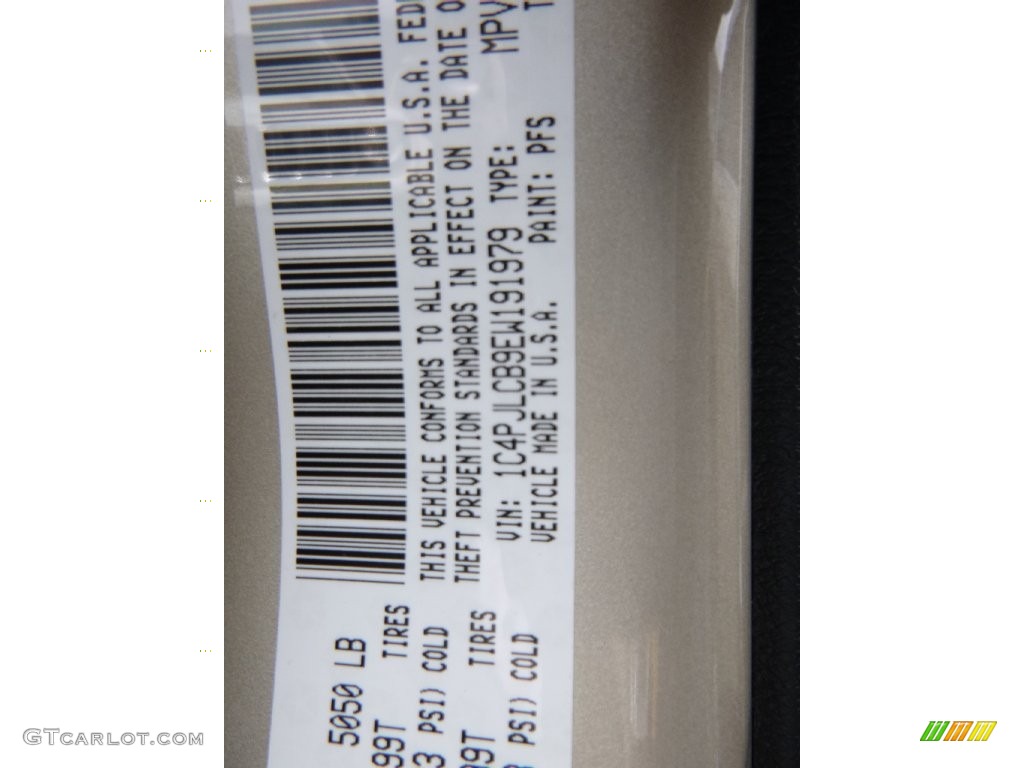 5050 LB
99T TIRES
3 PSI) COLD
99T TIRES
PSI) COLD
THIS VEHICLE CONFORMS TO ALL APPLICABLE U.S.A. FED
THEFT PREVENTION STANDARDS IN EFFECT ON THE DATE O
VIN: 1C4PJLCB9EW191979 TYPE: MPV
VEHICLE MADE IN U.S.A. PAINT: PFS T
GTCARLOT.COM